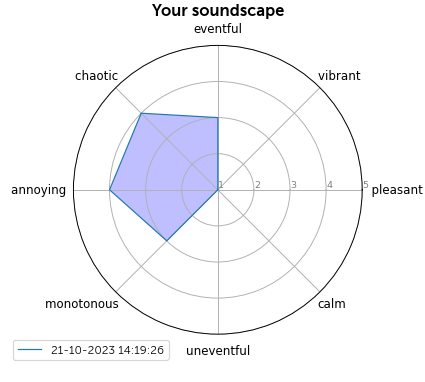 Your soundscape
eventful
chaotic
vibrant
annoying
1
2
3
4
5
pleasant
monotonous
calm
uneventful
21-10-2023 14:19:26